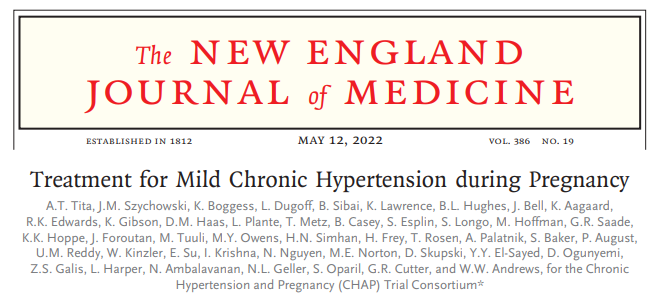 The NEW ENGLAND
JOURNAL of MEDICINE
ESTABLISHED IN 1812 MAY 12, 2022 VOL. 386 NO. 19
Treatment for Mild Chronic Hypertension during Pregnancy
A.T. Tita, J.M. Szychowski, K. Boggess, L. Dugoff, B. Sibai, K. Lawrence, B.L. Hughes, J. Bell, K. Aagaard,
R.K. Edwards, K. Gibson, D.M. Haas, L. Plante, T. Metz, B. Casey, S. Esplin, S. Longo, M. Hoffman, G.R. Saade,
K.K. Hoppe, J. Foroutan, M. Tuuli, M.Y. Owens, H.N. Simhan, H. Frey, T. Rosen, A. Palatnik, S. Baker, P. August,
U.M. Reddy, W. Kinzler, E. Su, I. Krishna, N. Nguyen, M.E. Norton, D. Skupski, Y.Y. El-Sayed, D. Ogunyemi,
Z.S. Galis, L. Harper, N. Ambalavanan, N.L. Geller, S. Oparil, G.R. Cutter, and W.W. Andrews, for the Chronic
Hypertension and Pregnancy (CHAP) Trial Consortium*